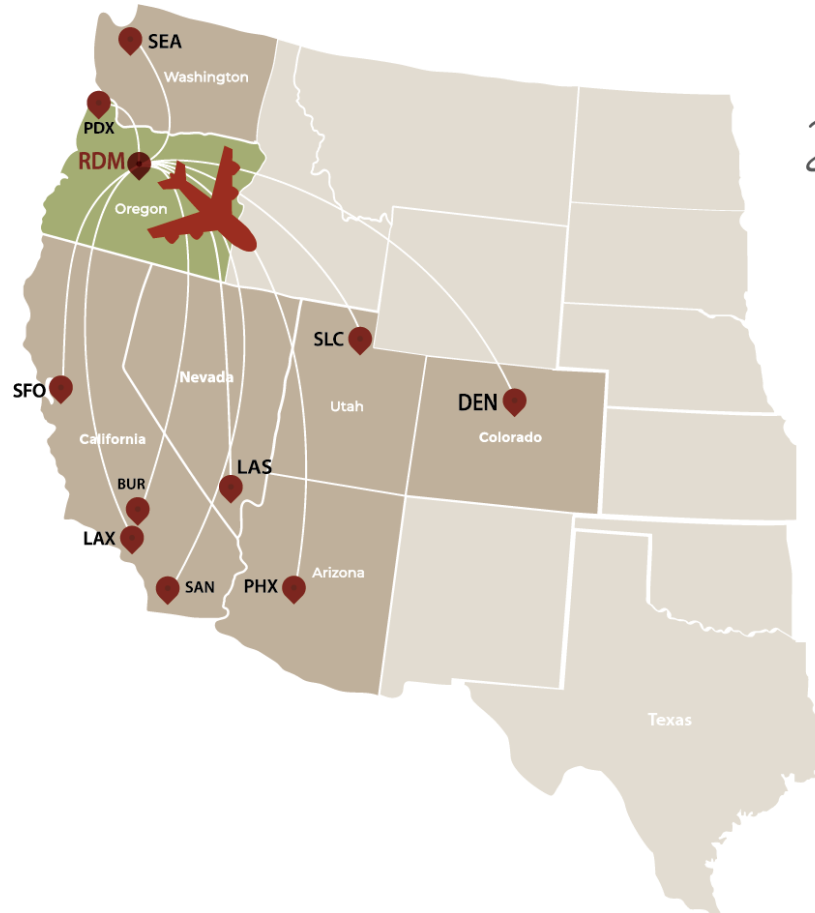 SEA
Washington
PDX
RDM
Oregon
SLC
Nevada
SFO
Utah
DEN
California
Colorado
LAS
BUR
LAX
Arizona
SAN
PHX
Texas